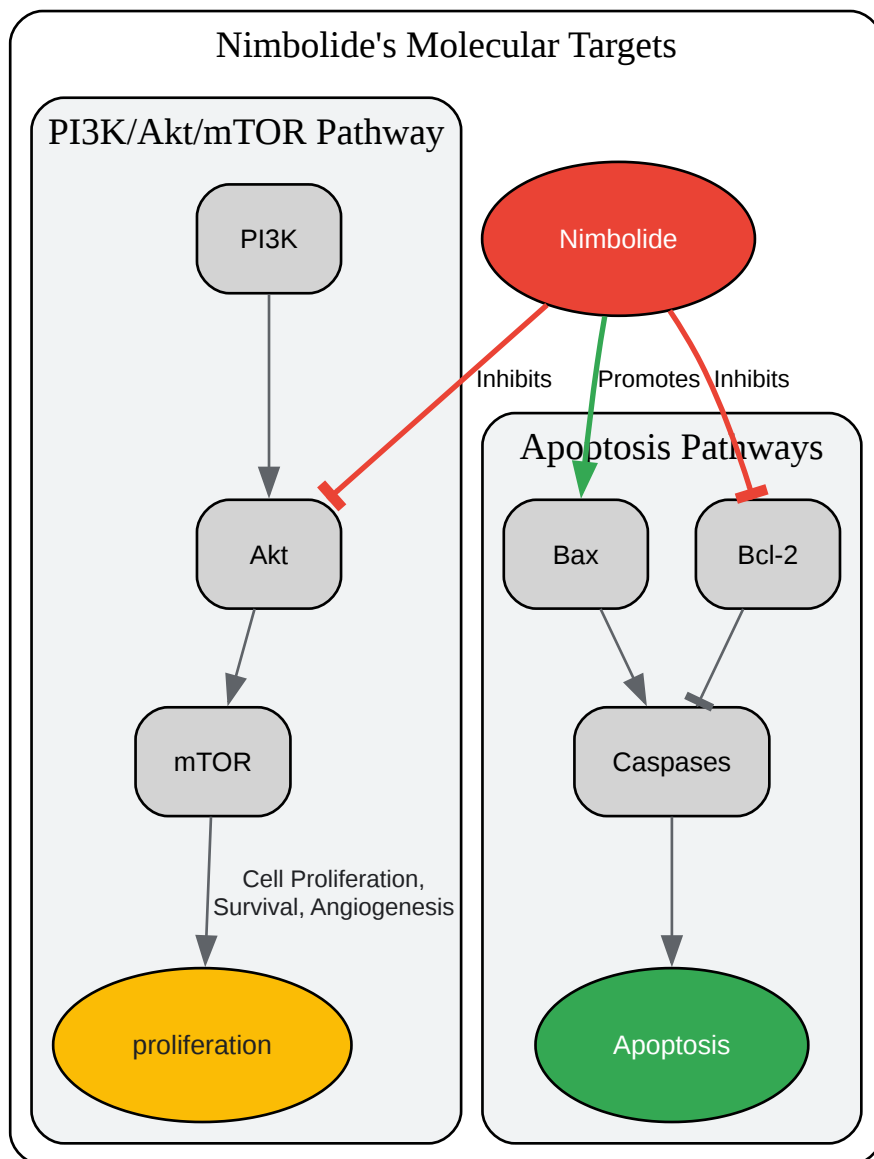 Nimbolide's Molecular Targets
PI3K/Akt/mTOR Pathway
PI3K
Nimbolide
Inhibits
Promotes
Inhibits
Apoptosis Pathways
Akt
Bax
Bcl-2
mTOR
Caspases
Cell Proliferation,
Survival, Angiogenesis
proliferation
Apoptosis